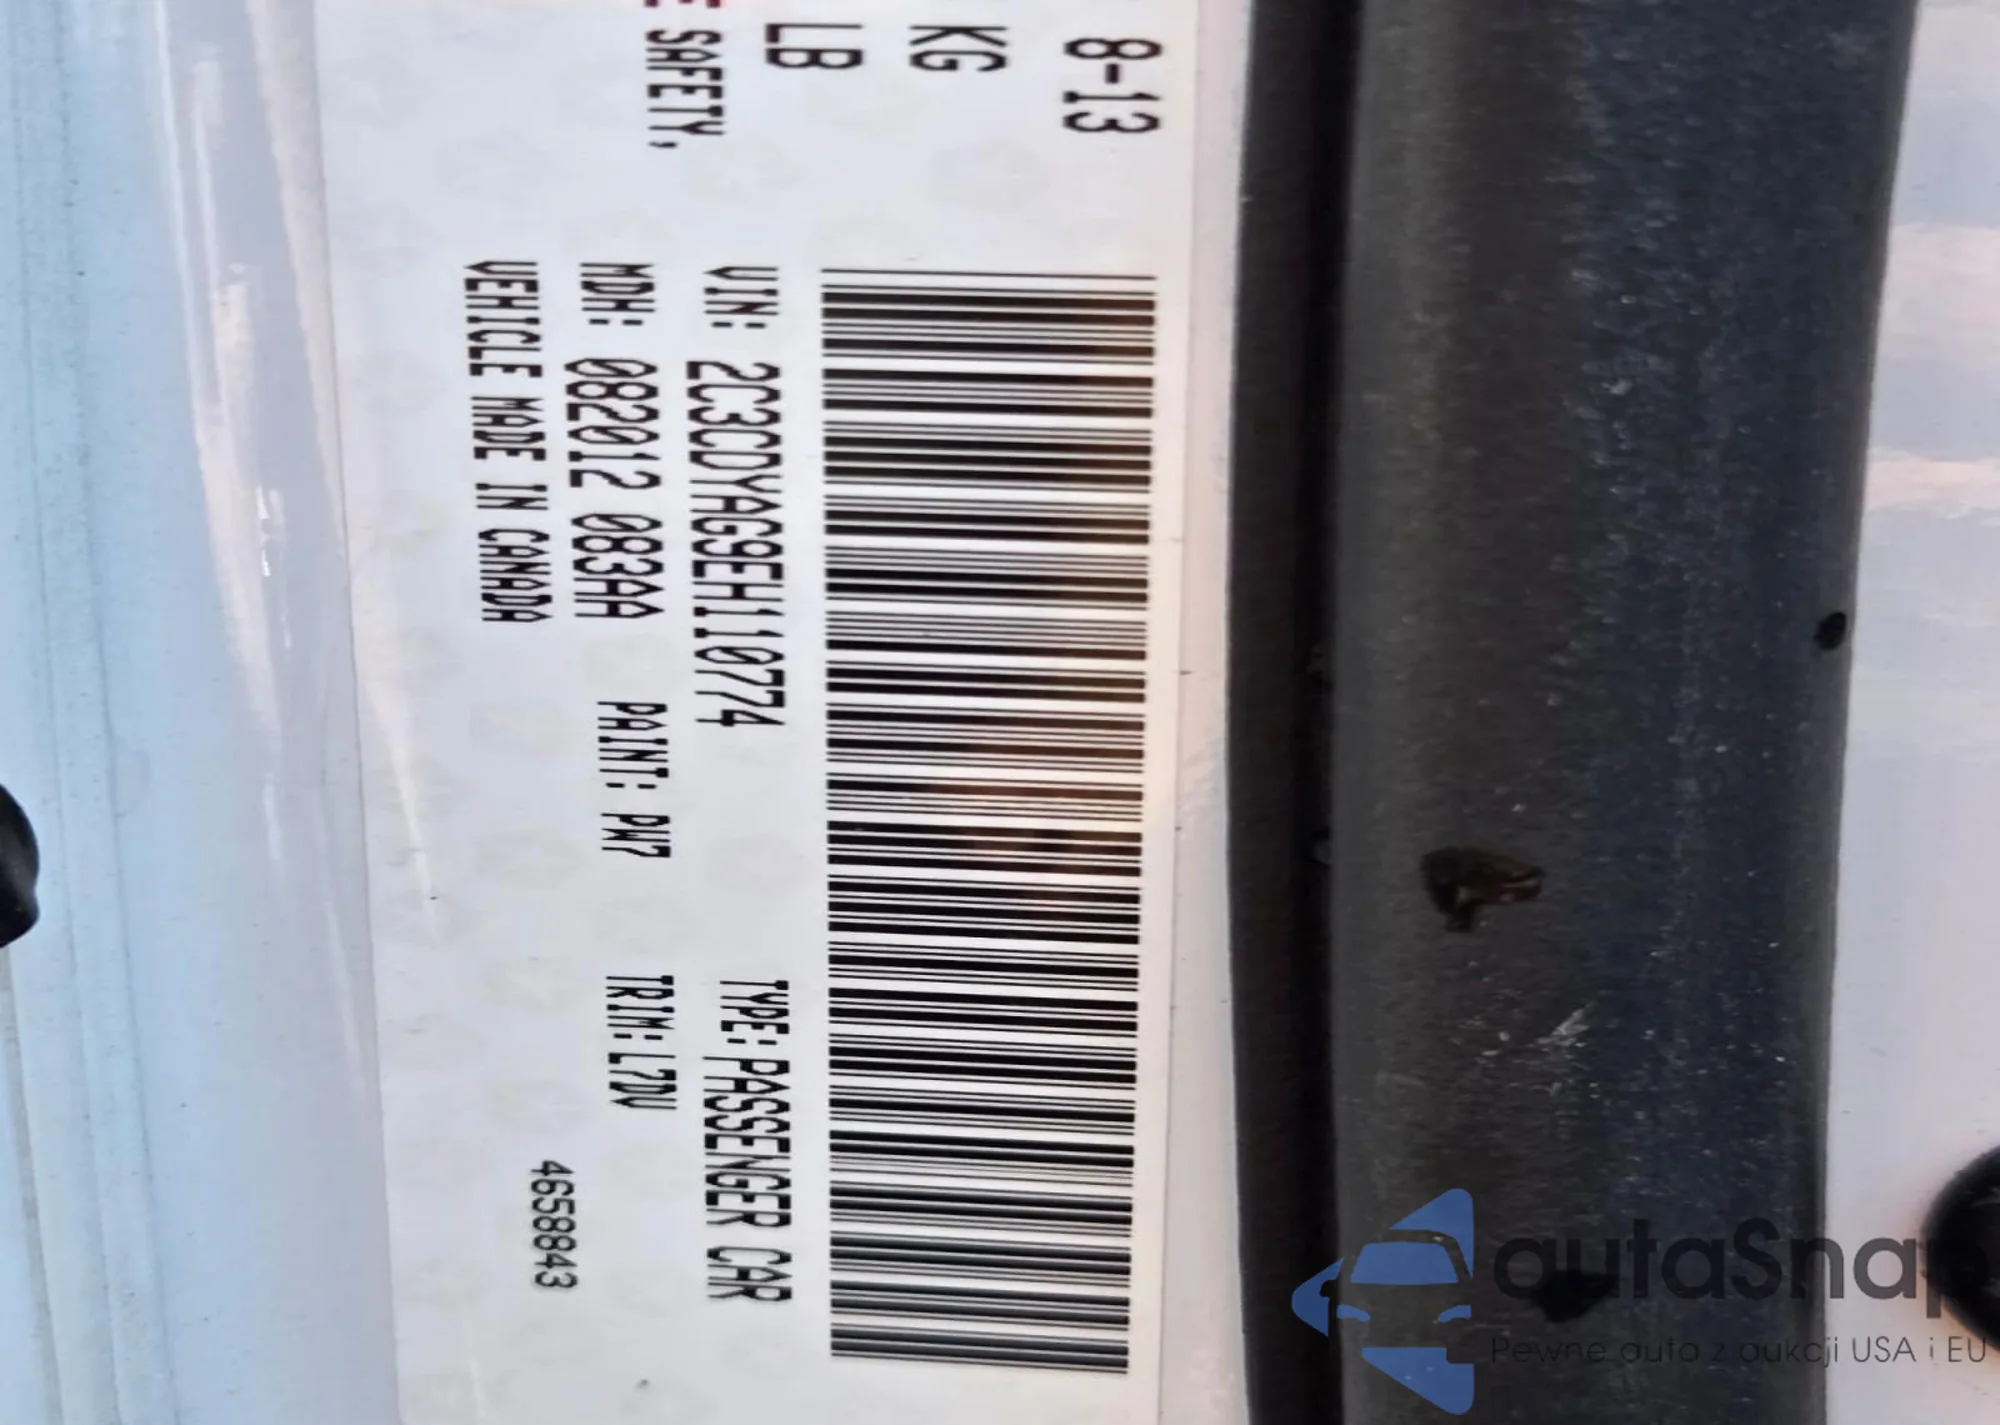 8-13
KG
LB
E SAFETY,
VIN: 2C3CDYAG9EH110774
TYPE: PASSENGER CAR
MDH: 082012 083AA
PAINT: PW7
TRIM: L7DV
VEHICLE MADE IN CANADA
4658843
autaSnap
Pewne auto z aukcji USA i EU